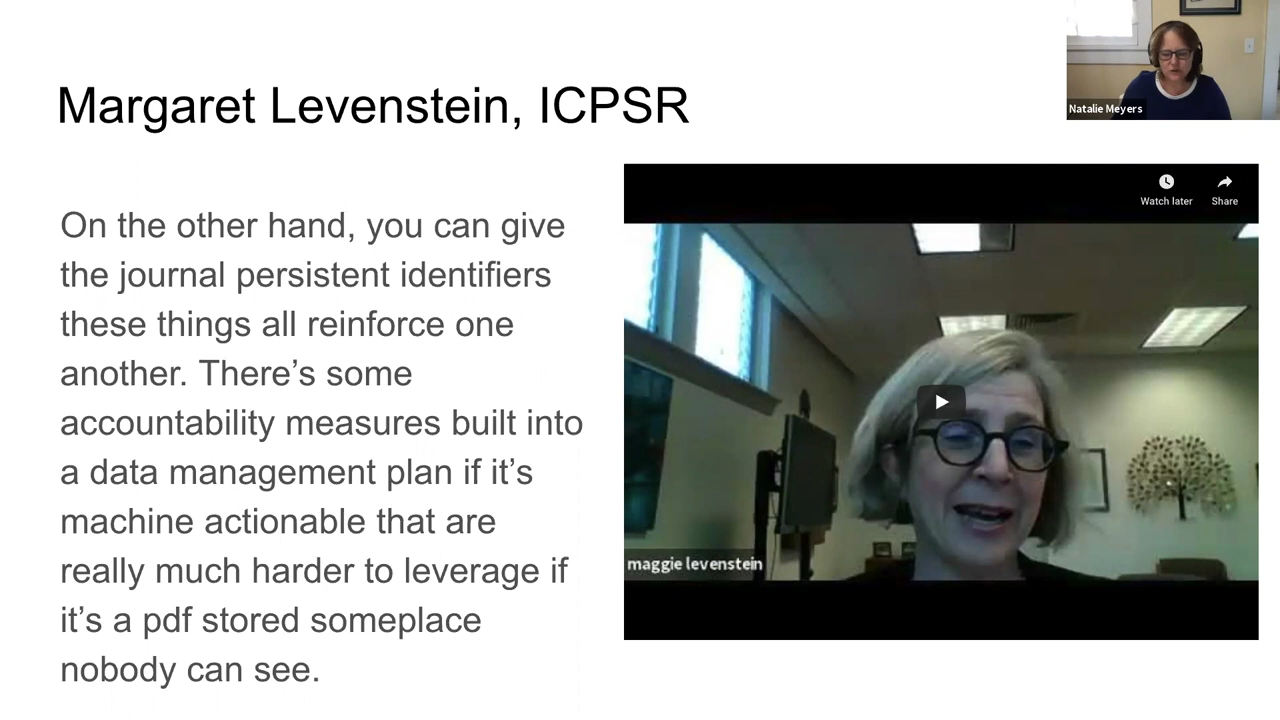 Margaret Levenstein, ICPSR
Natalie Meyers
On the other hand, you can give
the journal persistent identifiers
these things all reinforce one
another. There’s some
accountability measures built into
a data management plan if it’s
machine actionable that are
really much harder to leverage if
it’s a pdf stored someplace
nobody can see.
Watch later
Share
maggie levenstein